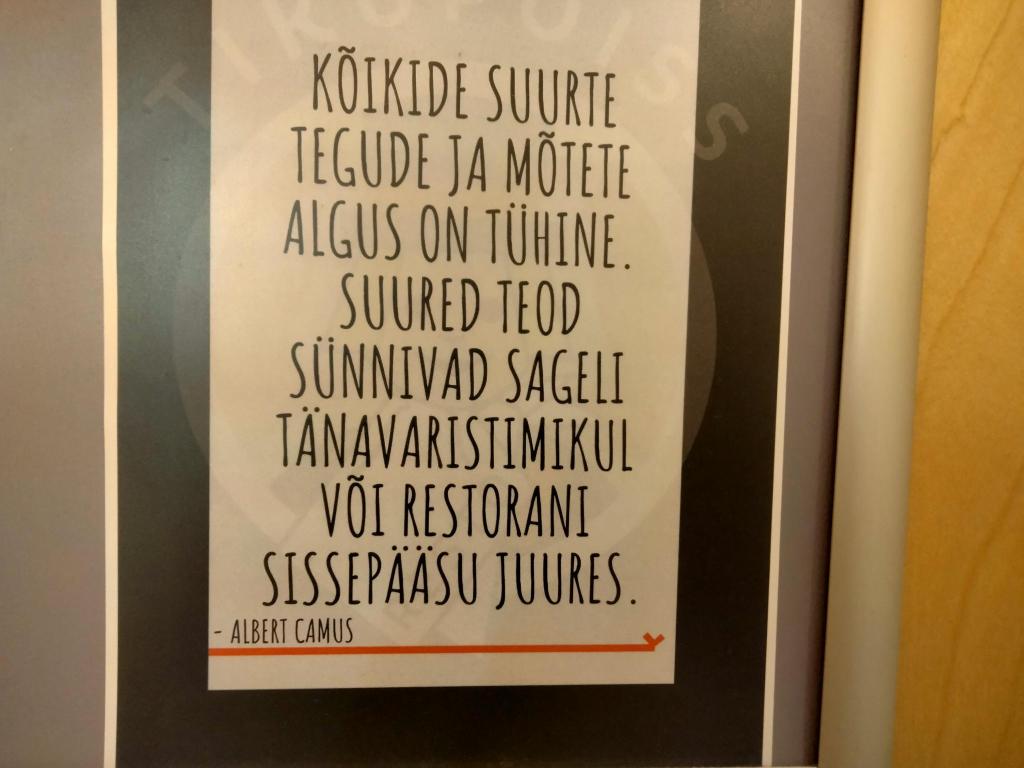 TIKUPOISS
KÕIKIDE SUURTE
TEGUDE JA MÕTETE
ALGUS ON TÜHINE.
SUURED TEOD
SÜNNIVAD SAGELI
TÄNAVARISTIMIKUL
VÕI RESTORANI
SISSEPÄÄSU JUURES.
- ALBERT CAMUS